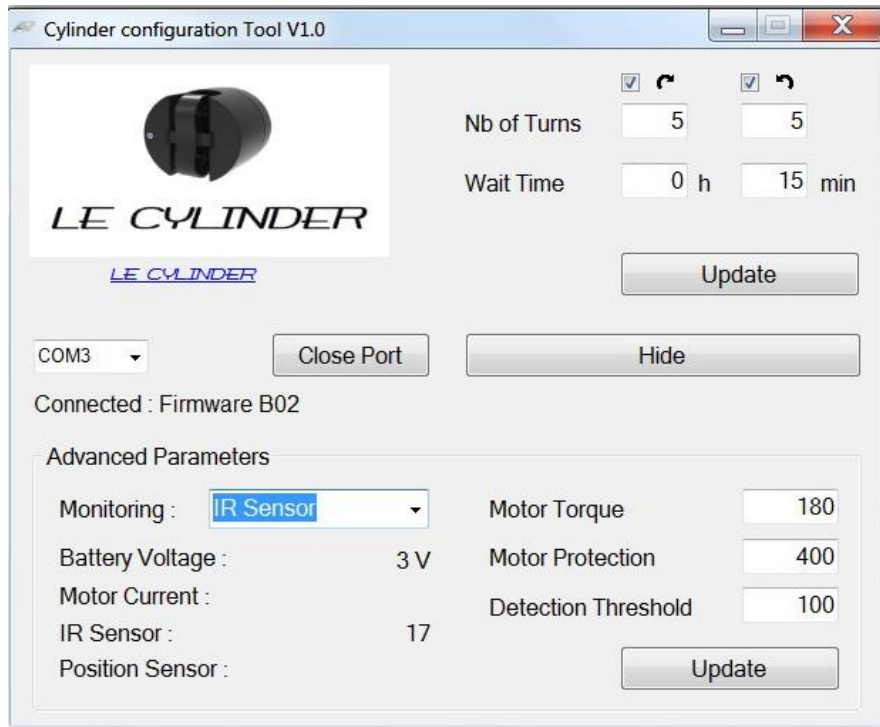 Cylinder configuration Tool V1.0
LE CYLINDER
LE CYLINDER
Nb of Turns 5 5
Wait Time 0 h 15 min
Update
COM3 Close Port Hide
Connected : Firmware B02
Advanced Parameters
Monitoring : IR Sensor
Battery Voltage : 3 V
Motor Current :
IR Sensor : 17
Position Sensor :
Motor Torque 180
Motor Protection 400
Detection Threshold 100
Update